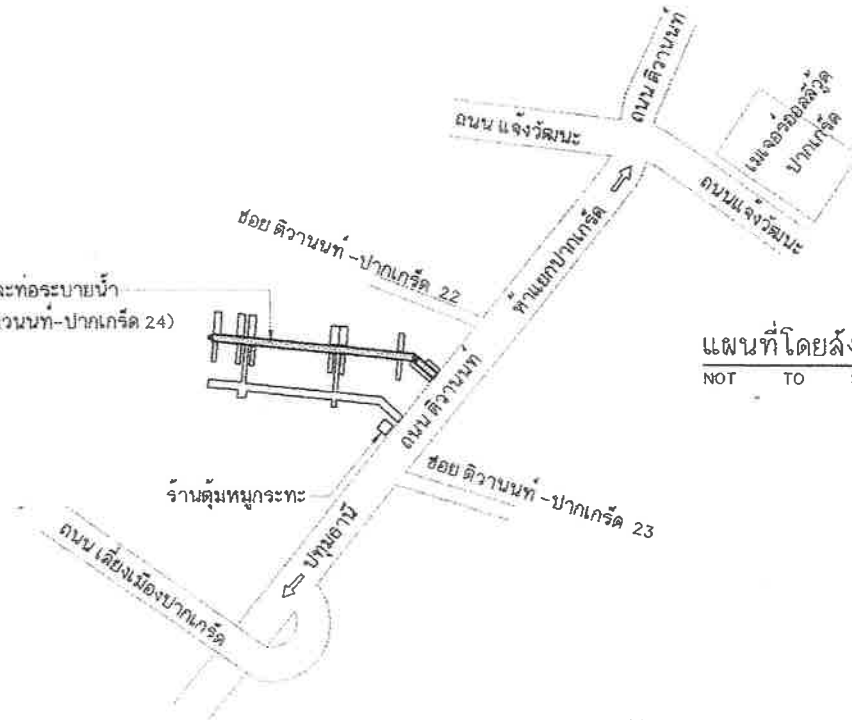 ถนน ติวานนท์
ถนน แจ้งวัฒนะ
เมเจอร์ฮอลลีวูด
ปากเกร็ด
ถนนแจ้งวัฒนะ
ห้าแยกปากเกร็ด
ซอย ติวานนท์ -ปากเกร็ด 22
ละท่อระบายน้ำ
วานนท์-ปากเกร็ด 24)
แผนที่โดยสัง
NOT TO
ถนน ติวานนท์
ซอย ติวานนท์ -ปากเกร็ด 23
ร้านตุ้มหมูกระทะ
ปทุมธานี
ถนน เลี่ยงเมืองปากเกร็ด